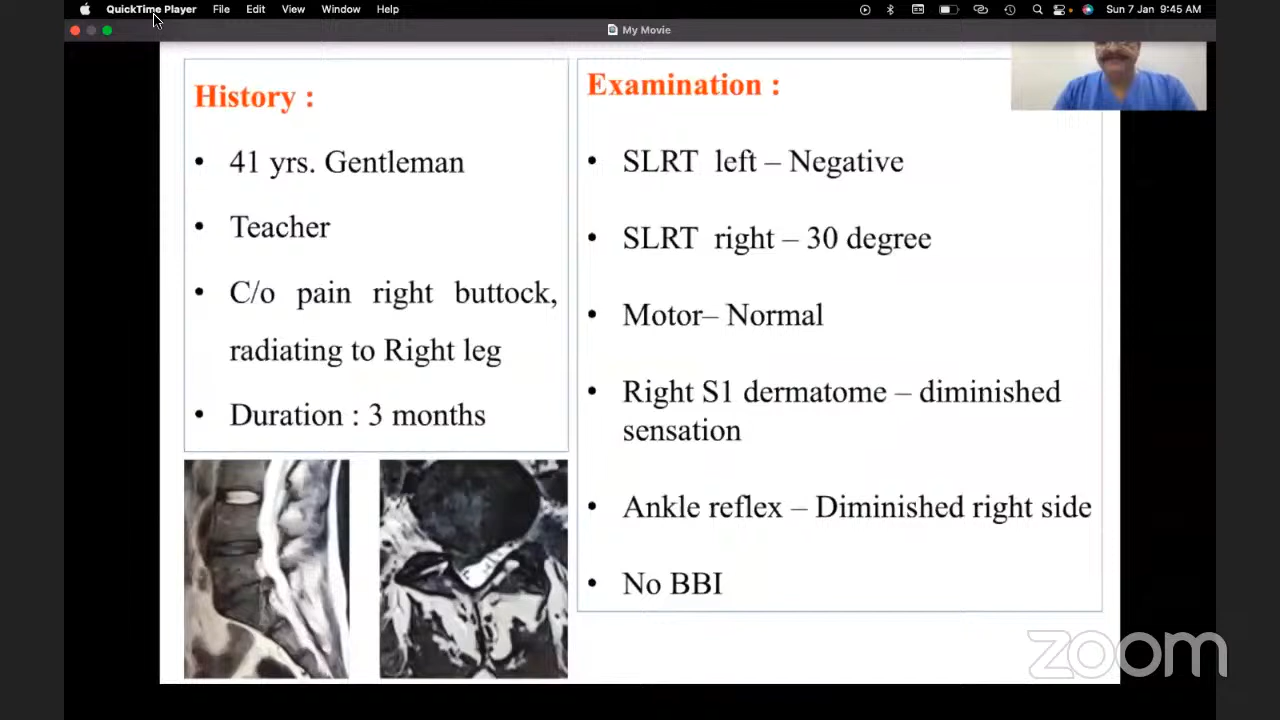 QuickTime Player File Edit View Window Help Sun 7 Jan 9:45 AM
My Movie
History :
• 41 yrs. Gentleman
• Teacher
• C/o pain right buttock,
radiating to Right leg
• Duration : 3 months
Examination :
• SLRT left – Negative
• SLRT right – 30 degree
• Motor– Normal
• Right S1 dermatome – diminished
sensation
• Ankle reflex – Diminished right side
• No BBI
zoom